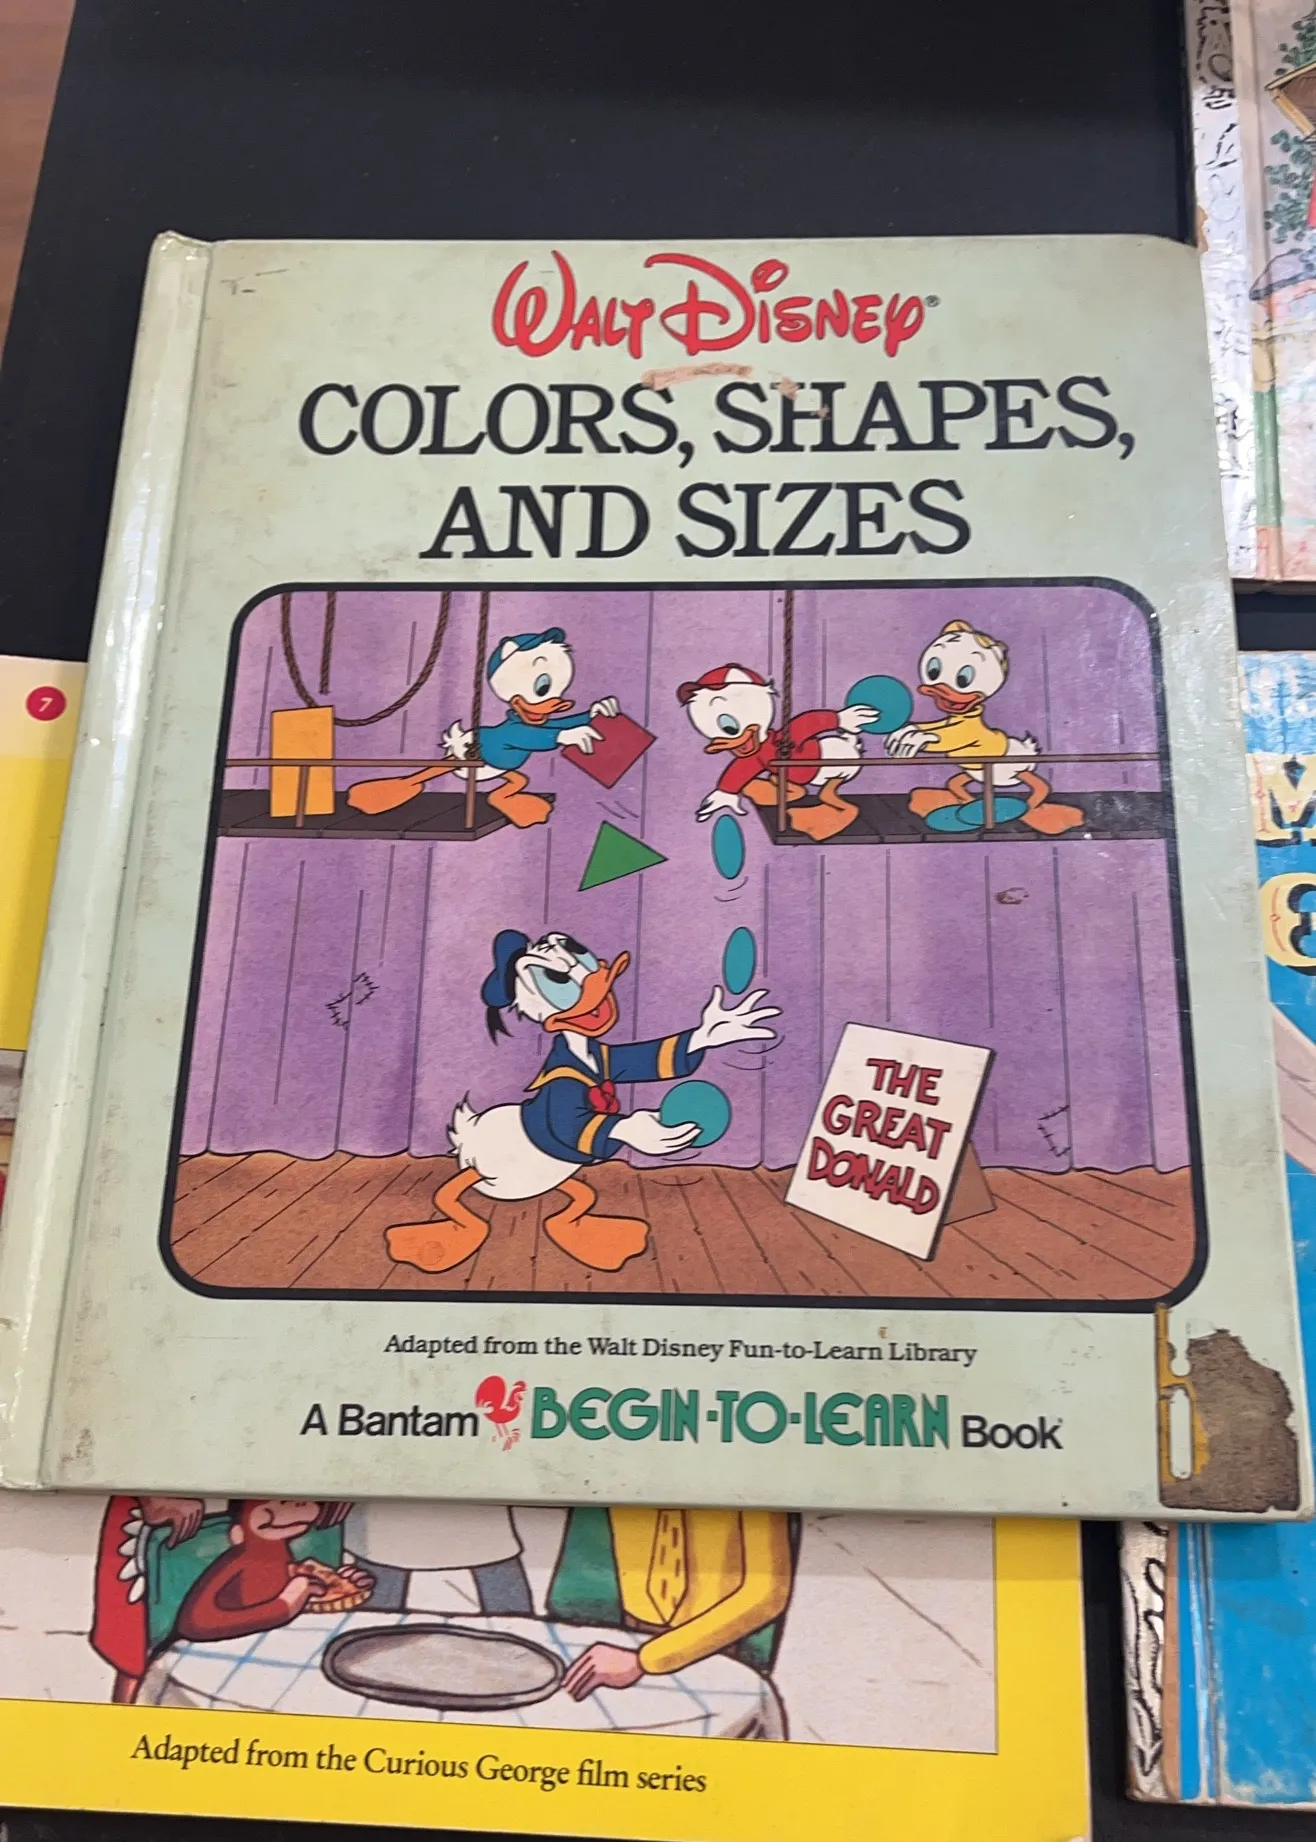 WALT DISNEY®
COLORS, SHAPES,
AND SIZES
THE
GREAT
DONALD
Adapted from the Walt Disney Fun-to-Learn Library
A Bantam BEGIN·TO·LEARN Book
7
Adapted from the Curious George film series